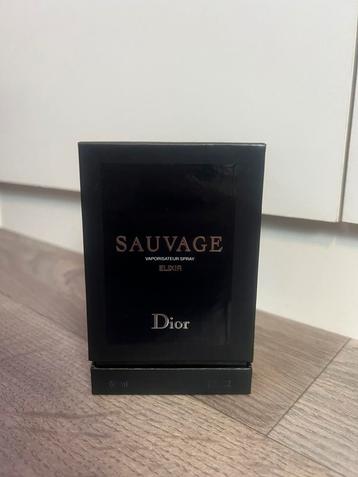 SAUVAGE
VAPORISATEUR SPRAY
ELIXIR
Dior